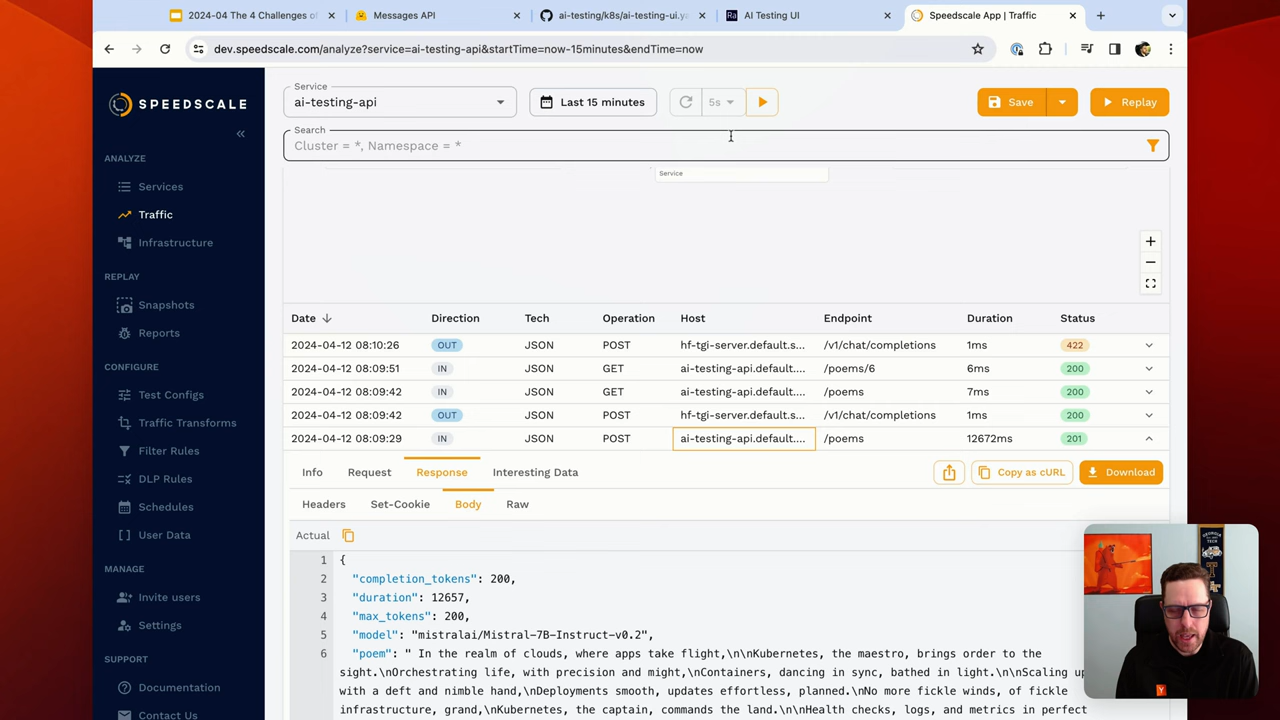 2024-04 The 4 Challenges of
Messages API
ai-testing/k8s/ai-testing-ui.ya
Ra AI Testing UI
Speedscale App | Traffic
dev.speedscale.com/analyze?service=ai-testing-api&startTime=now-15minutes&endTime=now
SPEEDSCALE
ANALYZE
Services
Traffic
Infrastructure
REPLAY
Snapshots
Reports
CONFIGURE
Test Configs
Traffic Transforms
Filter Rules
DLP Rules
Schedules
User Data
MANAGE
Invite users
Settings
SUPPORT
Documentation
Contact Us
Service
ai-testing-api
Last 15 minutes
5s
Save
Replay
Search
Cluster = *, Namespace = *
Service
Date Direction Tech Operation Host Endpoint Duration Status
2024-04-12 08:10:26 OUT JSON POST hf-tgi-server.default.s... /v1/chat/completions 1ms 422
2024-04-12 08:09:51 IN JSON GET ai-testing-api.default.... /poems/6 6ms 200
2024-04-12 08:09:42 IN JSON GET ai-testing-api.default.... /poems 7ms 200
2024-04-12 08:09:42 OUT JSON POST hf-tgi-server.default.s... /v1/chat/completions 1ms 200
2024-04-12 08:09:29 IN JSON POST ai-testing-api.default.... /poems 12672ms 201
Info Request Response Interesting Data
Copy as cURL
Download
Headers Set-Cookie Body Raw
Actual
1 {
2 "completion_tokens": 200,
3 "duration": 12657,
4 "max_tokens": 200,
5 "model": "mistralai/Mistral-7B-Instruct-v0.2",
6 "poem": " In the realm of clouds, where apps take flight,\n\nKubernetes, maestro, brings order to the
sight.\nOrchestrating life, with precision and might,\nContainers, dancing in sync, bathed in light.\n\nScaling up
with a deft and nimble hand,\nDeployments smooth, updates effortless, planned.\nNo more fickle winds, of fickle
infrastructure, grand,\nKubernetes, the captain, commands the land.\n\nHealth checks, logs, and metrics in perfect
GEORGIA
TECH
Y